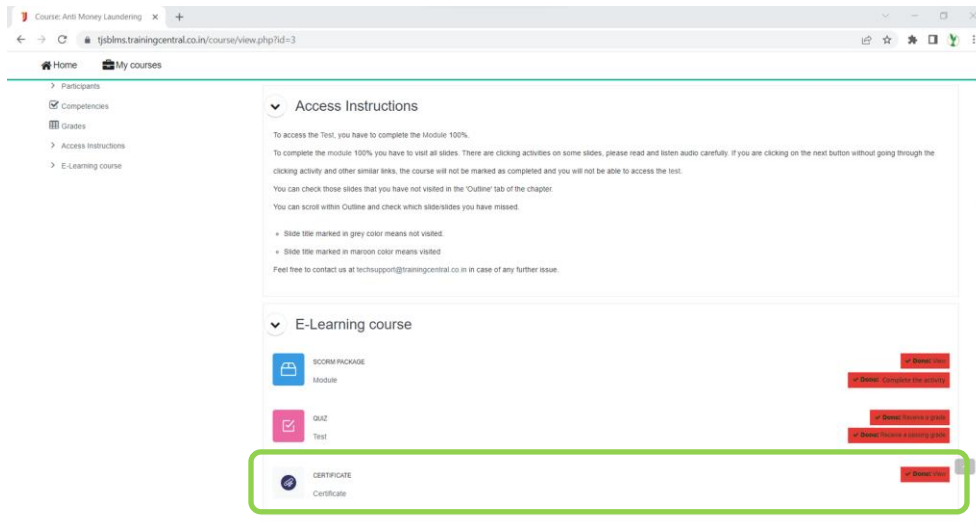 Course: Anti Money Laundering
tjsblms.trainingcentral.co.in/course/view.php?id=3
Home My courses
Participants
Competencies
Grades
Access Instructions
E-Learning course
Access Instructions
To access the Test, you have to complete the Module 100%.
To complete the module 100% you have to visit all slides. There are clicking activities on some slides, please read and listen audio carefully. If you are clicking on the next button without going through the
clicking activity and other similar links, the course will not be marked as completed and you will not be able to access the test.
You can check those slides that you have not visited in the 'Outline' tab of the chapter.
You can scroll within Outline and check which slide/slides you have missed.
Slide title marked in grey color means not visited.
Slide title marked in maroon color means visited
Feel free to contact us at techsupport@trainingcentral.co.in in case of any further issue.
E-Learning course
SCORM PACKAGE
Done: View
Module
Done: Complete the activity
QUIZ
Done: Receive a grade
Test
Done: Receive a passing grade
CERTIFICATE
Done: View
Certificate